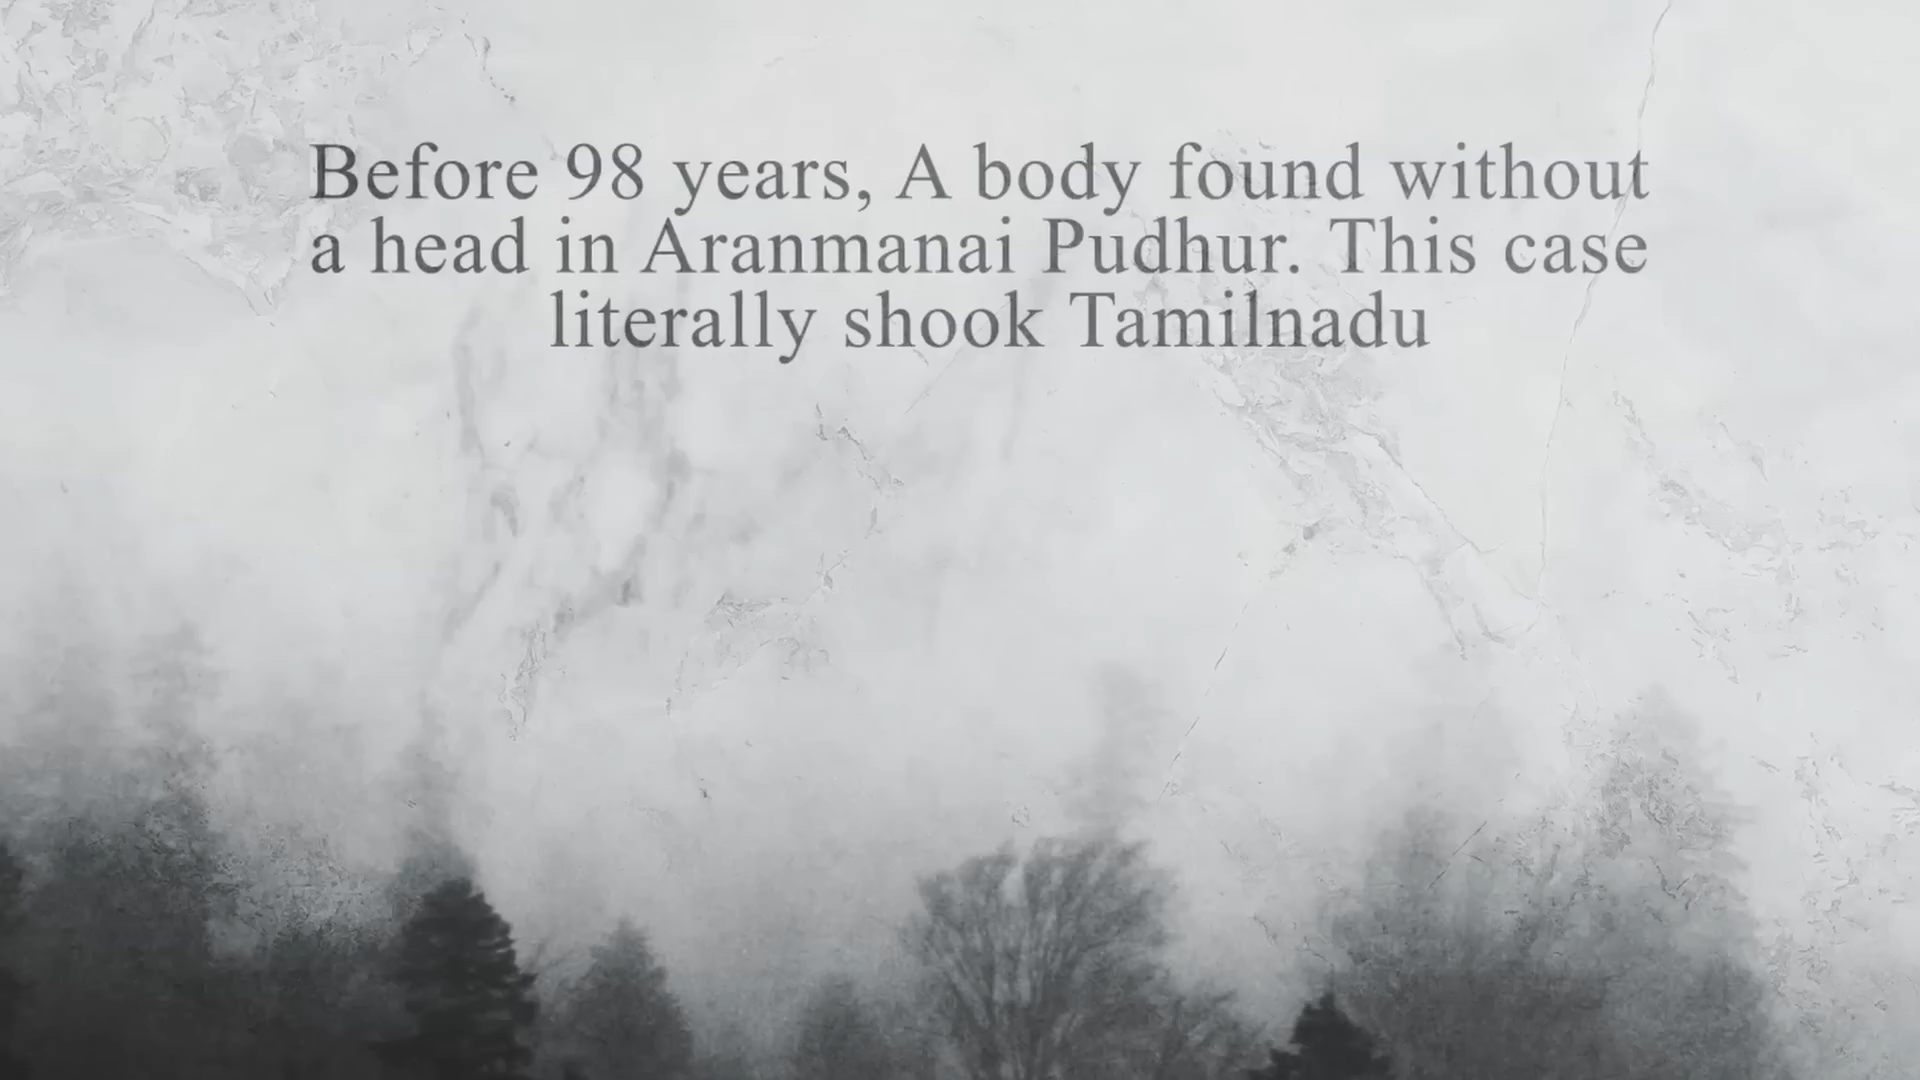 Before 98 years, A body found without
a head in Aranmanai Pudhur. This case
literally shook Tamilnadu